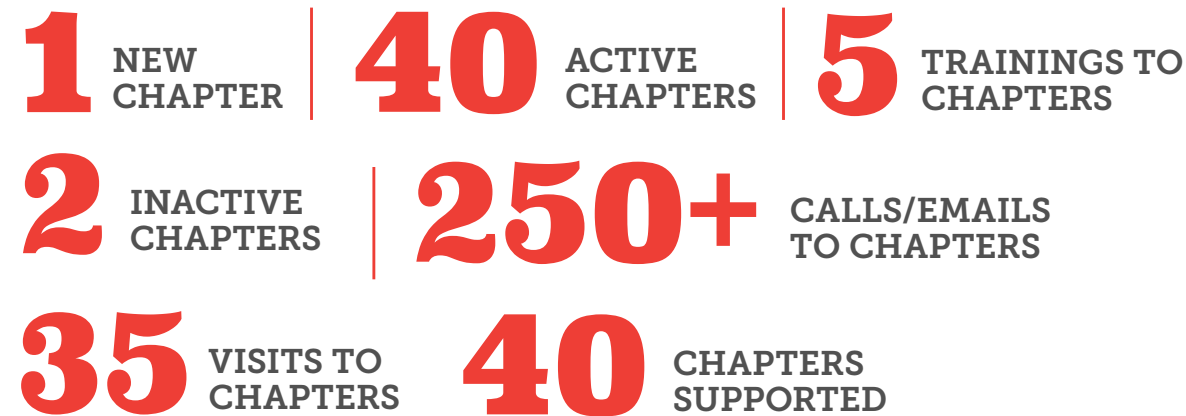 1 NEW
CHAPTER
40 ACTIVE
CHAPTERS
5 TRAININGS TO
CHAPTERS
2 INACTIVE
CHAPTERS
250+ CALLS/EMAILS
TO CHAPTERS
35 VISITS TO
CHAPTERS
40 CHAPTERS
SUPPORTED